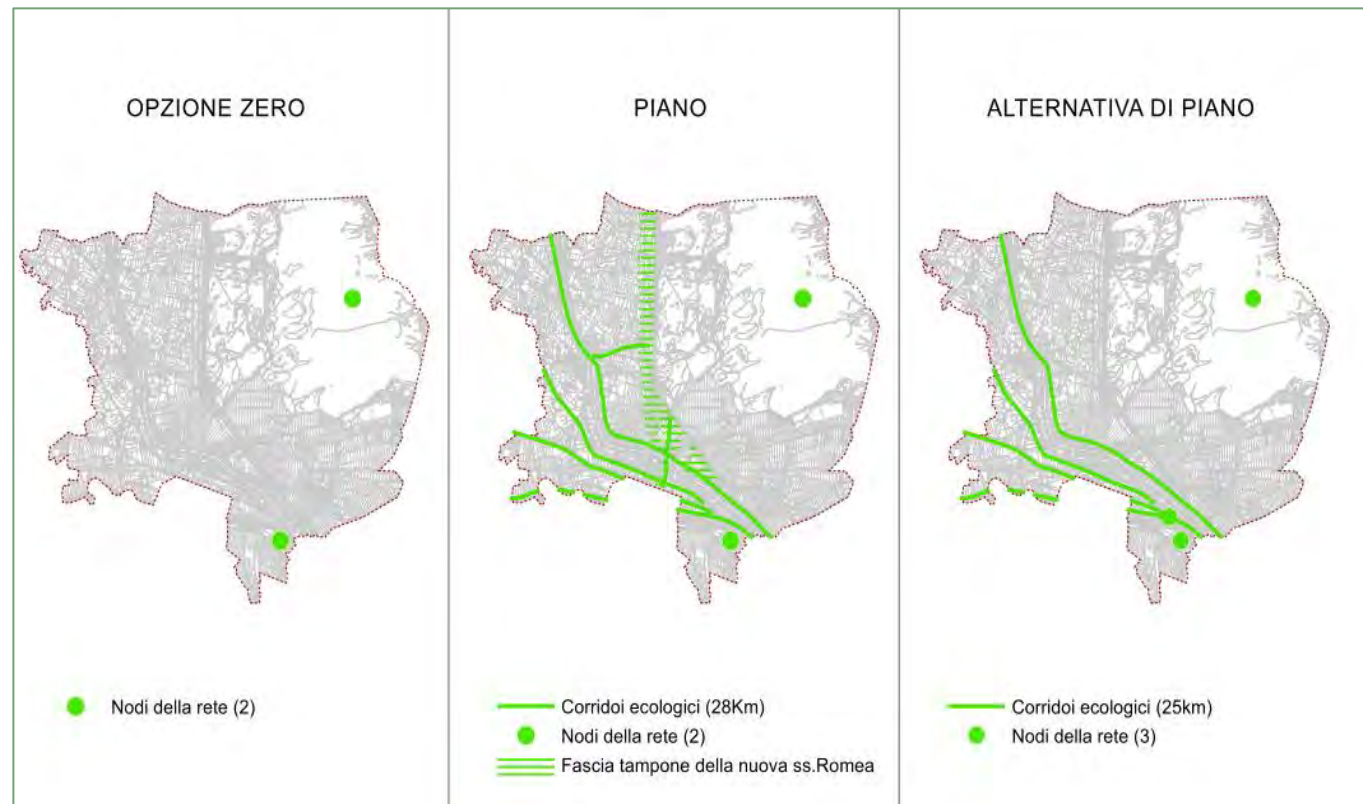 OPZIONE ZERO
Nodi della rete (2)
PIANO
Corridoi ecologici (28Km)
Nodi della rete (2)
Fascia tampone della nuova ss.Romea
ALTERNATIVA DI PIANO
Corridoi ecologici (25km)
Nodi della rete (3)